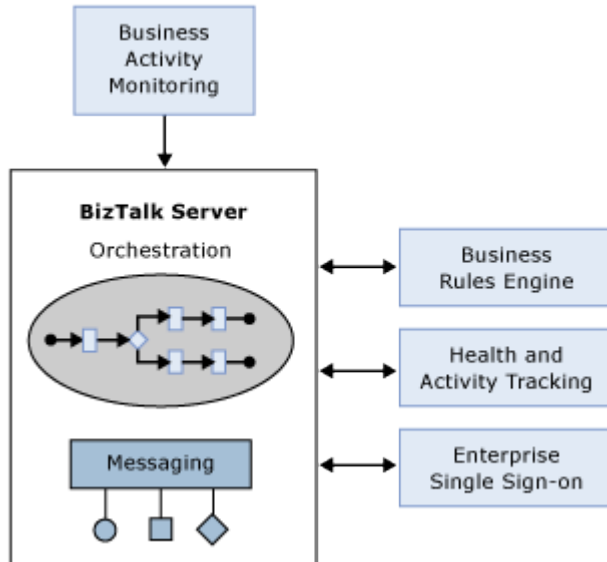 Business
Activity
Monitoring
BizTalk Server
Orchestration
Business
Rules Engine
Health and
Activity Tracking
Messaging
Enterprise
Single Sign-on